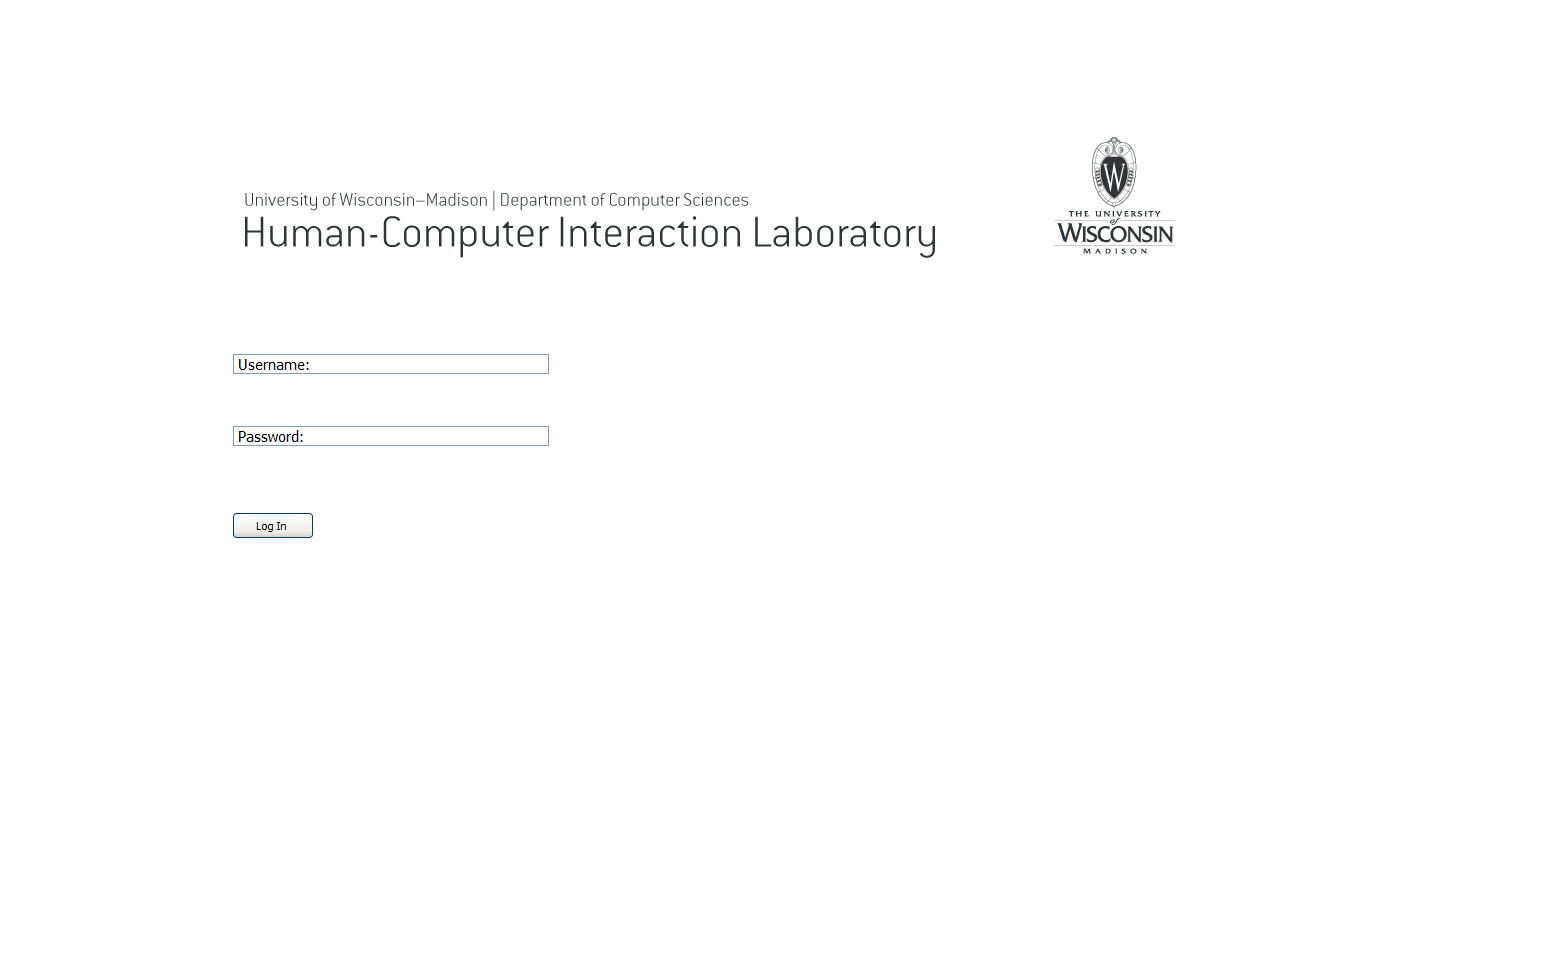 University of Wisconsin–Madison | Department of Computer Sciences
Human-Computer Interaction Laboratory
W
THE UNIVERSITY
of
WISCONSIN
MADISON
Username:
Password:
Log In